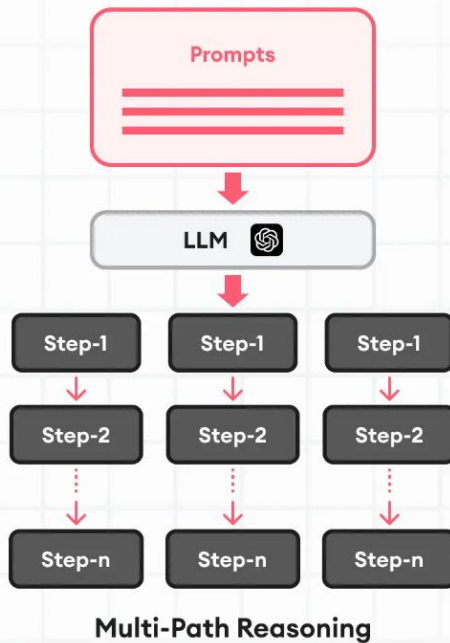 Prompts
LLM
Step-1 Step-1 Step-1
Step-2 Step-2 Step-2
Step-n Step-n Step-n
Multi-Path Reasoning